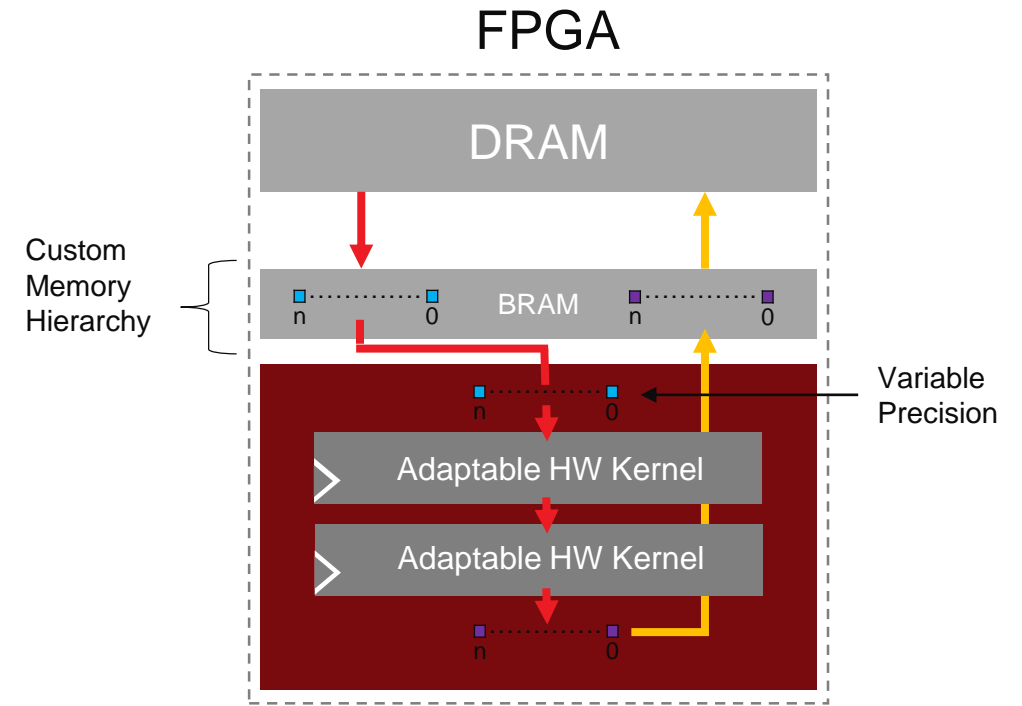 FPGA
DRAM
Custom
Memory
Hierarchy
BRAM
n 0
n 0
n 0
Variable
Precision
Adaptable HW Kernel
Adaptable HW Kernel
n 0